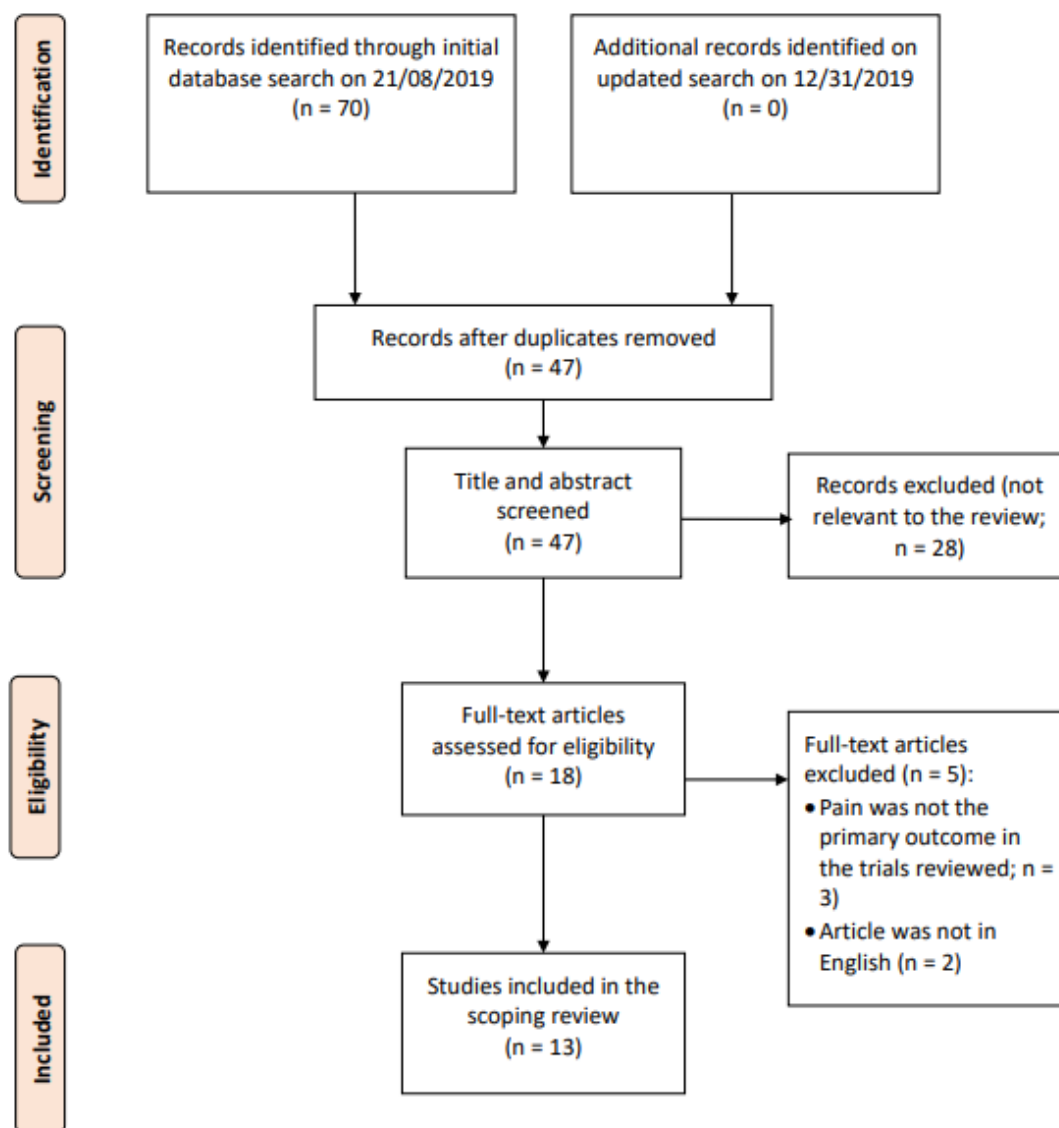 Identification
Records identified through initial
database search on 21/08/2019
(n = 70)
Additional records identified on
updated search on 12/31/2019
(n = 0)
Screening
Records after duplicates removed
(n = 47)
Title and abstract
screened
(n = 47)
Records excluded (not
relevant to the review;
n = 28)
Eligibility
Full-text articles
assessed for eligibility
(n = 18)
Full-text articles
excluded (n = 5):
• Pain was not the
primary outcome in
the trials reviewed; n =
3)
• Article was not in
English (n = 2)
Included
Studies included in the
scoping review
(n = 13)